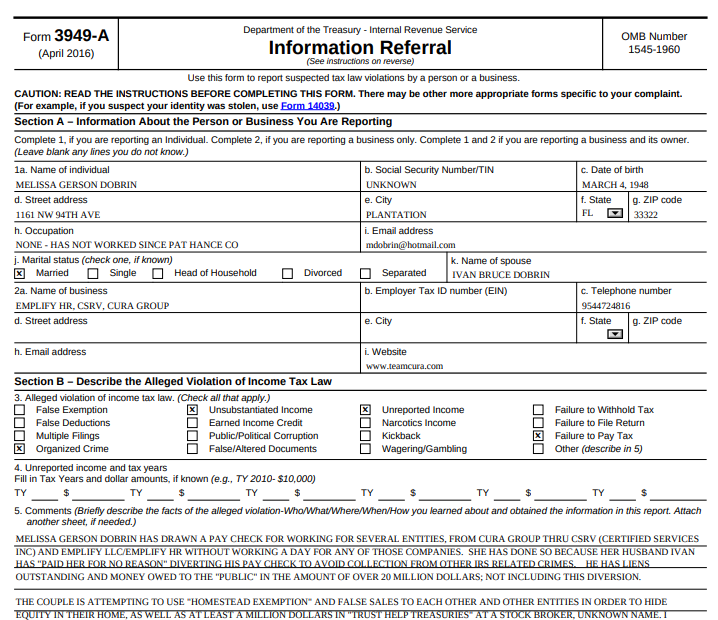 Form 3949-A
(April 2016)
Department of the Treasury - Internal Revenue Service
Information Referral
(See instructions on reverse)
OMB Number
1545-1960
Use this form to report suspected tax law violations by a person or a business.
CAUTION: READ THE INSTRUCTIONS BEFORE COMPLETING THIS FORM. There may be other more appropriate forms specific to your complaint.
(For example, if you suspect your identity was stolen, use Form 14039.)
Section A – Information About the Person or Business You Are Reporting
Complete 1, if you are reporting an Individual. Complete 2, if you are reporting a business only. Complete 1 and 2 if you are reporting a business and its owner.
(Leave blank any lines you do not know.)
1a. Name of individual b. Social Security Number/TIN c. Date of birth
MELISSA GERSON DOBRIN UNKNOWN MARCH 4, 1948
d. Street address e. City f. State g. ZIP code
1161 NW 94TH AVE PLANTATION FL 33322
h. Occupation i. Email address
NONE - HAS NOT WORKED SINCE PAT HANCE CO mdobrin@hotmail.com
j. Marital status (check one, if known) k. Name of spouse
x Married Single Head of Household Divorced Separated IVAN BRUCE DOBRIN
2a. Name of business b. Employer Tax ID number (EIN) c. Telephone number
EMPLIFY HR, CSRV, CURA GROUP 9544724816
d. Street address e. City f. State g. ZIP code
h. Email address i. Website
www.teamcura.com
Section B – Describe the Alleged Violation of Income Tax Law
3. Alleged violation of income tax law. (Check all that apply.)
False Exemption x Unsubstantiated Income x Unreported Income Failure to Withhold Tax
False Deductions Earned Income Credit Narcotics Income Failure to File Return
Multiple Filings Public/Political Corruption Kickback x Failure to Pay Tax
x Organized Crime False/Altered Documents Wagering/Gambling Other (describe in 5)
4. Unreported income and tax years
Fill in Tax Years and dollar amounts, if known (e.g., TY 2010- $10,000)
TY $ TY $ TY $ TY $ TY $ TY $
5. Comments (Briefly describe the facts of the alleged violation-Who/What/Where/When/How you learned about and obtained the information in this report. Attach
another sheet, if needed.)
MELISSA GERSON DOBRIN HAS DRAWN A PAY CHECK FOR WORKING FOR SEVERAL ENTITIES, FROM CURA GROUP THRU CSRV (CERTIFIED SERVICES
INC) AND EMPLIFY LLC/EMPLIFY HR WITHOUT WORKING A DAY FOR ANY OF THOSE COMPANIES. SHE HAS DONE SO BECAUSE HER HUSBAND IVAN
HAS "PAID HER FOR NO REASON" DIVERTING HIS PAY CHECK TO AVOID COLLECTION FROM OTHER IRS RELATED CRIMES. HE HAS LIENS
OUTSTANDING AND MONEY OWED TO THE "PUBLIC" IN THE AMOUNT OF OVER 20 MILLION DOLLARS; NOT INCLUDING THIS DIVERSION.
THE COUPLE IS ATTEMPTING TO USE "HOMESTEAD EXEMPTION" AND FALSE SALES TO EACH OTHER AND OTHER ENTITIES IN ORDER TO HIDE
EQUITY IN THEIR HOME, AS WELL AS AT LEAST A MILLION DOLLARS IN "TRUST HELP TREASURIES" AT A STOCK BROKER, UNKNOWN NAME. I